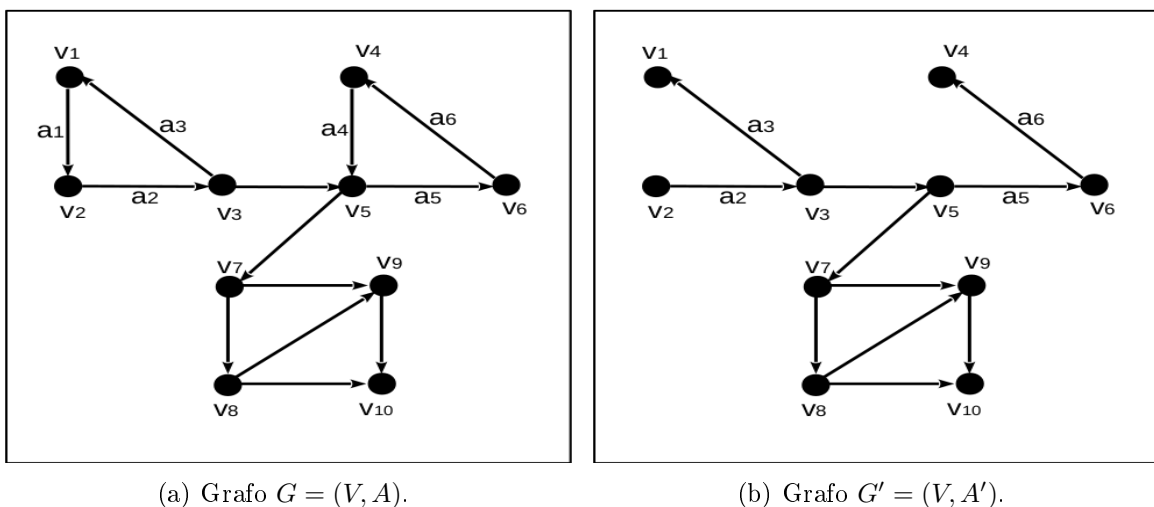 v1 v4
a1 a3 a4 a6
v2 a2 v3 v5 a5 v6
v7 v9
v8 v10
(a) Grafo G = (V, A).
v1 v4
a3 a6
v2 a2 v3 v5 a5 v6
v7 v9
v8 v10
(b) Grafo G′ = (V, A′).